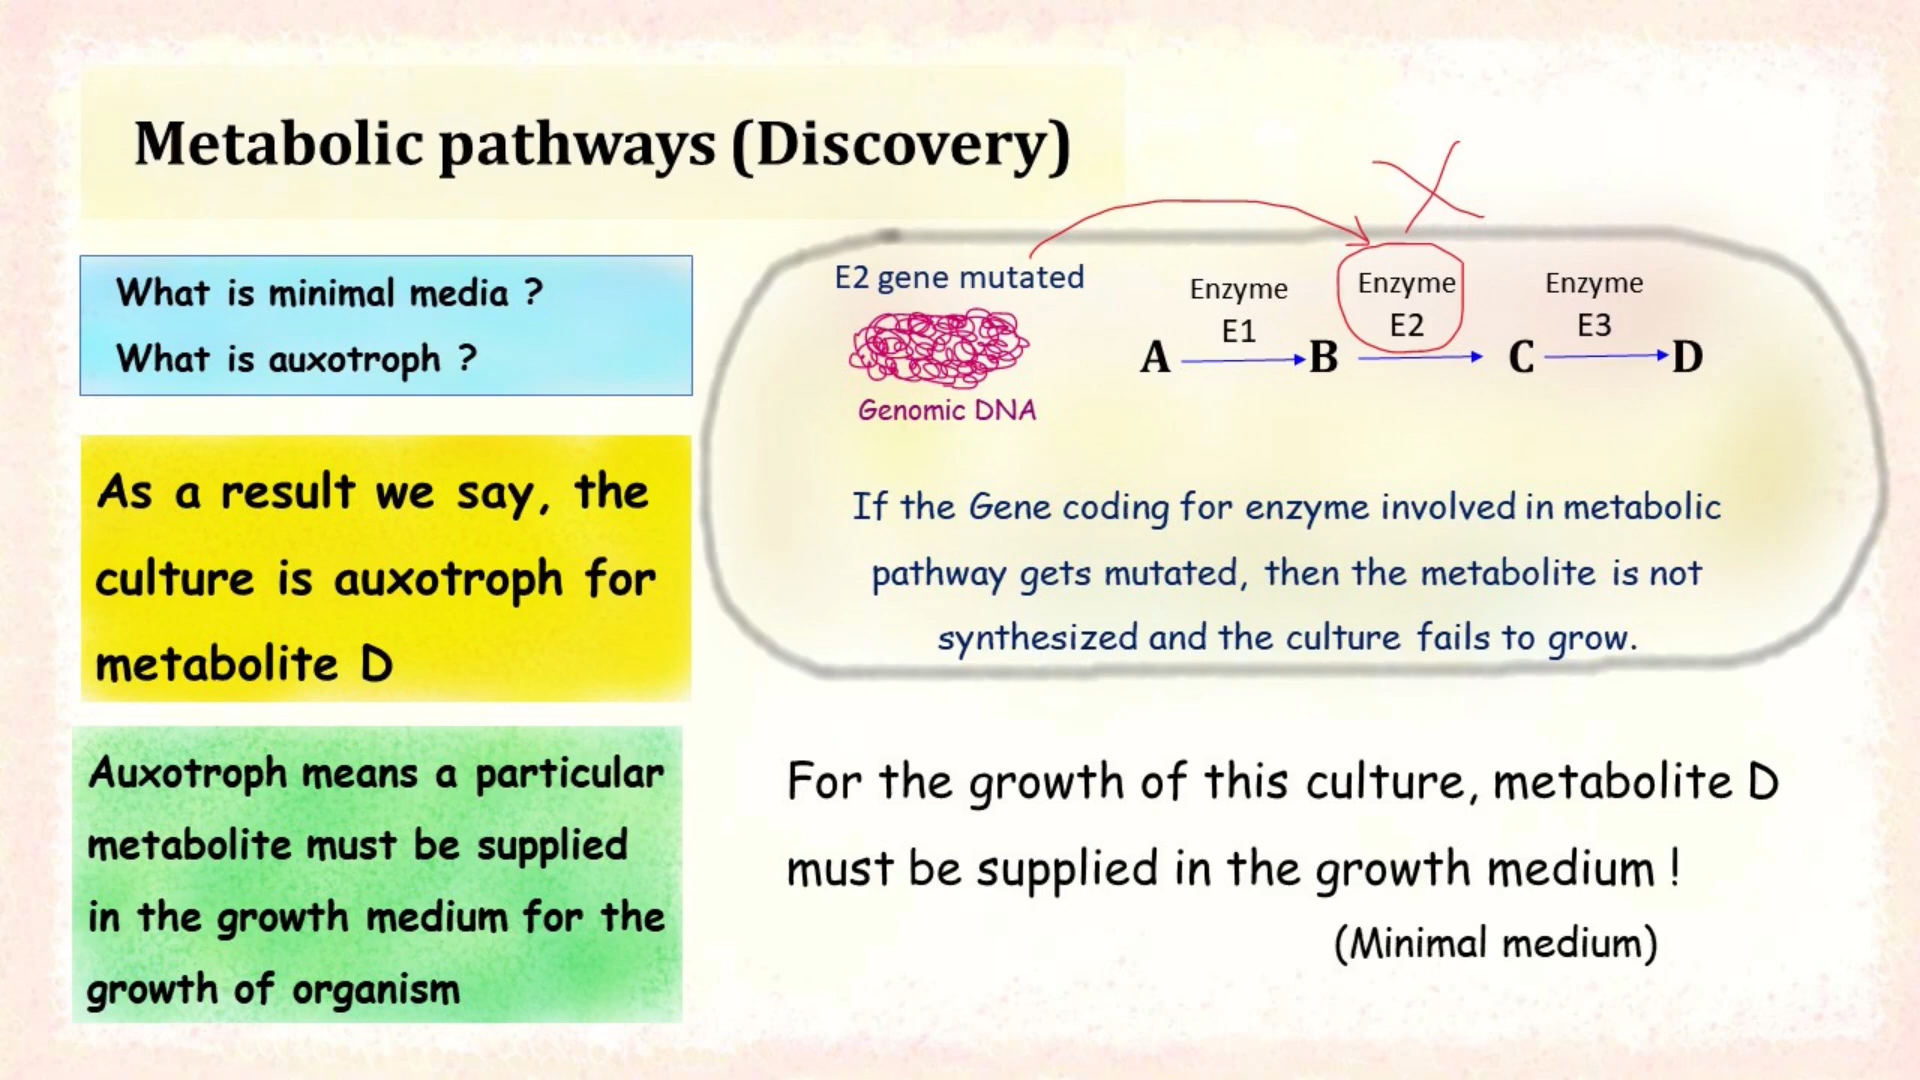 Metabolic pathways (Discovery)
What is minimal media ?
What is auxotroph ?
As a result we say, the
culture is auxotroph for
metabolite D
Auxotroph means a particular
metabolite must be supplied
in the growth medium for the
growth of organism
E2 gene mutated
Genomic DNA
Enzyme
E1
Enzyme
E2
Enzyme
E3
A B C D
If the Gene coding for enzyme involved in metabolic
pathway gets mutated, then the metabolite is not
synthesized and the culture fails to grow.
For the growth of this culture, metabolite D
must be supplied in the growth medium !
(Minimal medium)